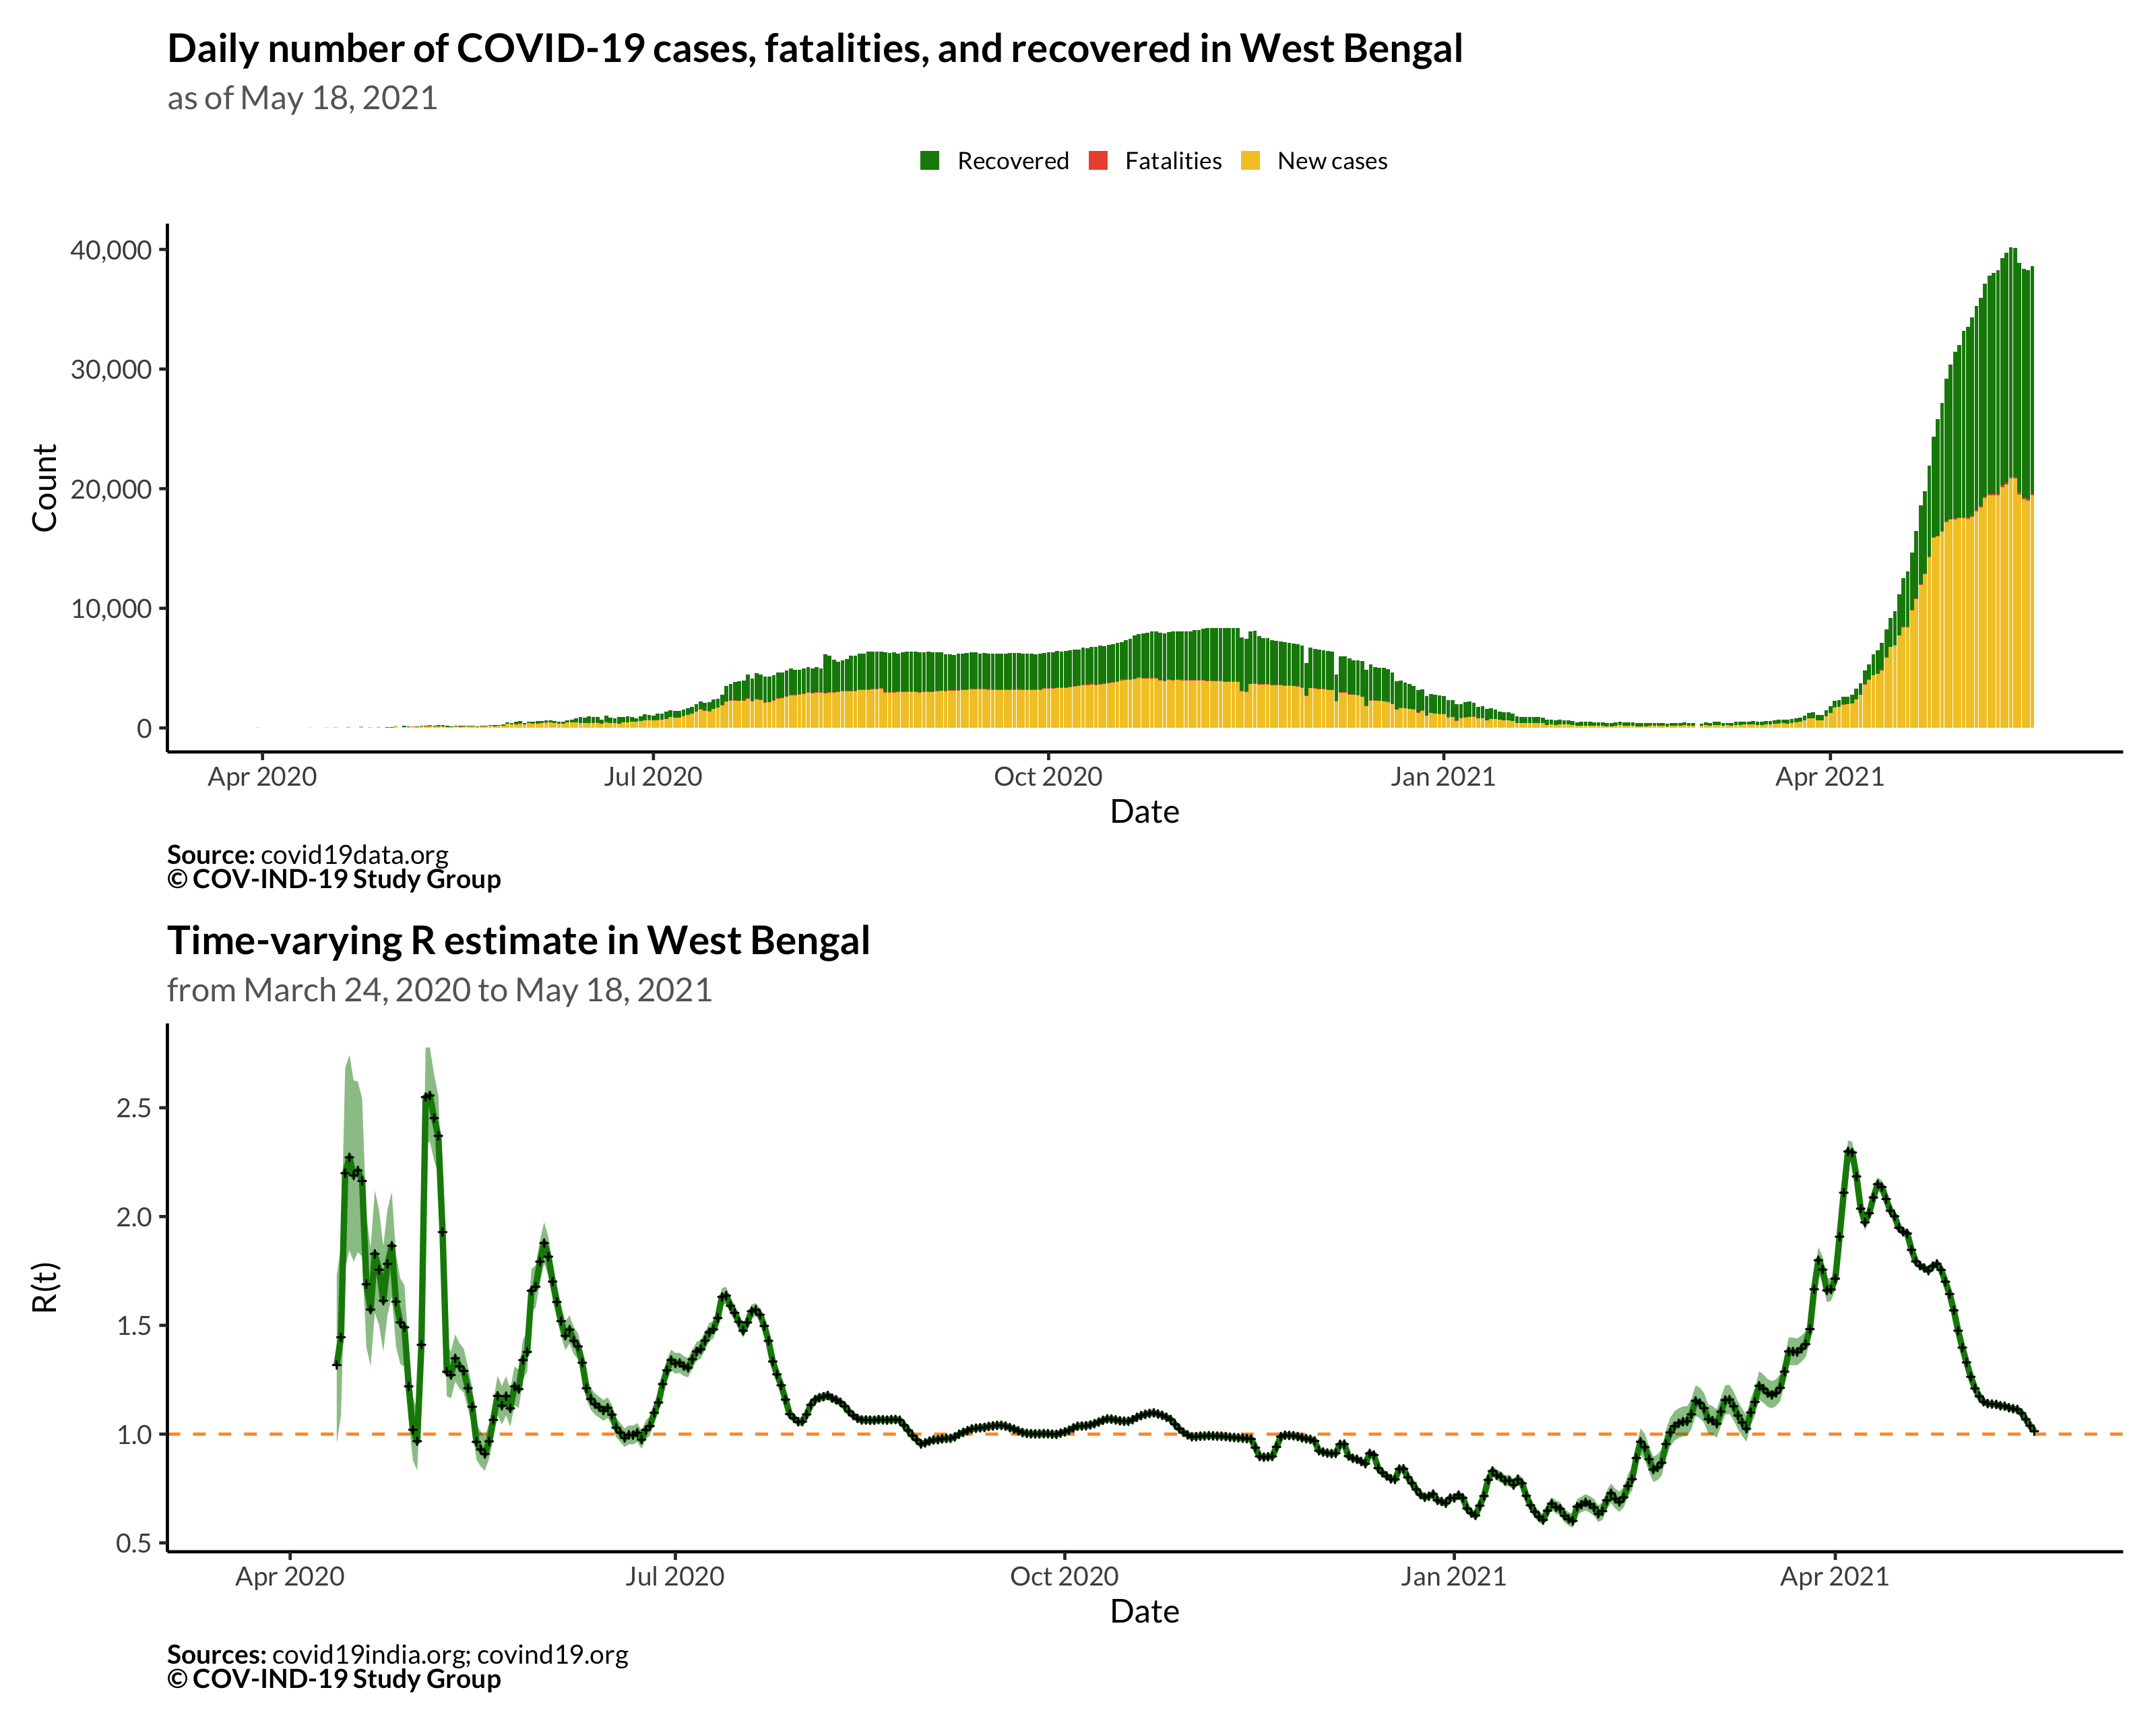 Daily number of COVID-19 cases, fatalities, and recovered in West Bengal
as of May 18, 2021
Recovered Fatalities New cases
40,000
30,000
20,000
10,000
0
Count
Apr 2020 Jul 2020 Oct 2020 Jan 2021 Apr 2021
Date
Source: covid19data.org
© COV-IND-19 Study Group
Time-varying R estimate in West Bengal
from March 24, 2020 to May 18, 2021
2.5
2.0
1.5
1.0
0.5
R(t)
Apr 2020 Jul 2020 Oct 2020 Jan 2021 Apr 2021
Date
Sources: covid19india.org; covind19.org
© COV-IND-19 Study Group